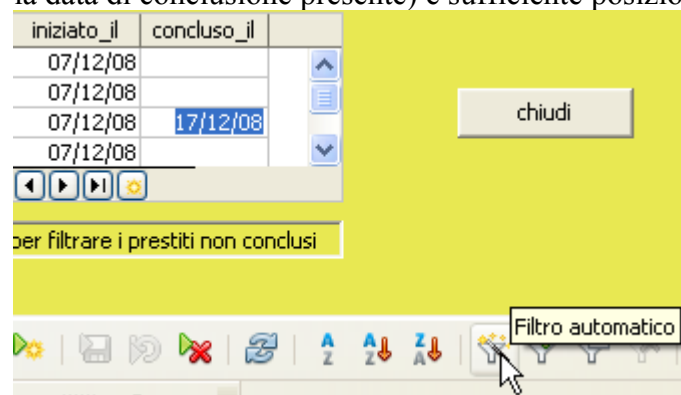 la data di conclusione presente) è sufficiente posizio
iniziato_il concluso_il
07/12/08
07/12/08
07/12/08 17/12/08
07/12/08
chiudi
per filtrare i prestiti non conclusi
Filtro automatico